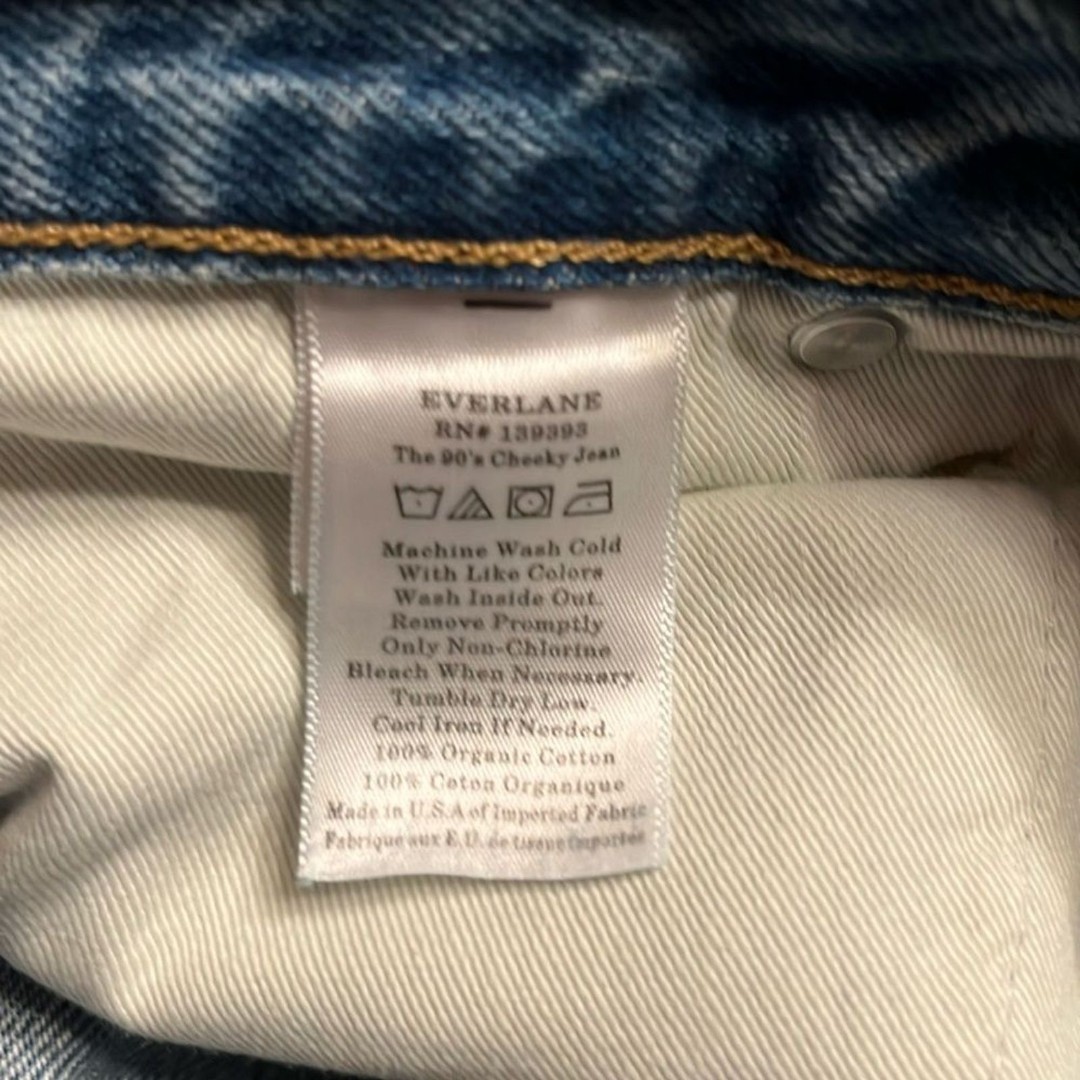 EVERLANE
RN# 139393
The 90's Cheeky Jean
Machine Wash Cold
With Like Colors
Wash Inside Out.
Remove Promptly
Only Non-Chlorine
Bleach When Necessary.
Tumble Dry Low.
Cool Iron If Needed.
100% Organic Cotton
100% Coton Organique
Made in U.S.A of Imported Fabric
Fabrique aux E.U. de tissus importés